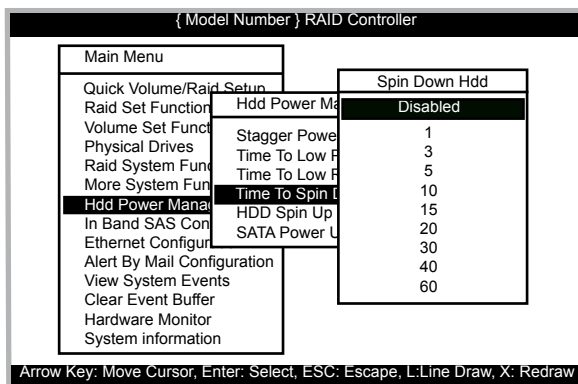 { Model Number } RAID Controller
Main Menu
Quick Volume/Raid Setup
Raid Set Function
Volume Set Funct
Physical Drives
Raid System Func
More System Fun
Hdd Power Manag
In Band SAS Con
Ethernet Configur
Alert By Mail Configuration
View System Events
Clear Event Buffer
Hardware Monitor
System information
Hdd Power Ma
Stagger Powe
Time To Low
Time To Low
Time To Spin D
HDD Spin Up
SATA Power U
Spin Down Hdd
Disabled
1
3
5
10
15
20
30
40
60
Arrow Key: Move Cursor, Enter: Select, ESC: Escape, L:Line Draw, X: Redraw